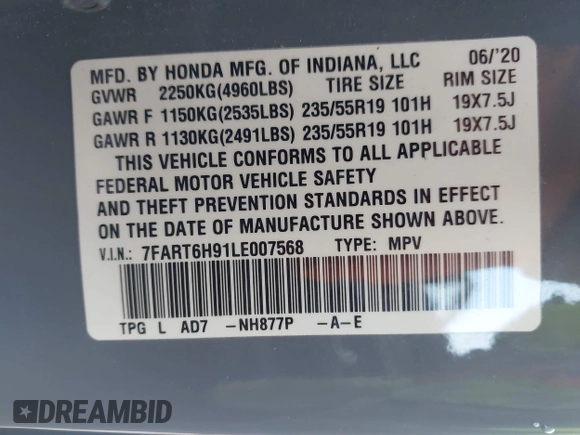 MFD. BY HONDA MFG. OF INDIANA, LLC 06/'20
GVWR 2250KG(4960LBS) TIRE SIZE RIM SIZE
GAWR F 1150KG(2535LBS) 235/55R19 101H 19X7.5J
GAWR R 1130KG(2491LBS) 235/55R19 101H 19X7.5J
THIS VEHICLE CONFORMS TO ALL APPLICABLE
FEDERAL MOTOR VEHICLE SAFETY
AND THEFT PREVENTION STANDARDS IN EFFECT
ON THE DATE OF MANUFACTURE SHOWN ABOVE.
V.I.N.: 7FART6H91LE007568 TYPE: MPV
TPG L AD7 -NH877P -A-E
DREAMBID